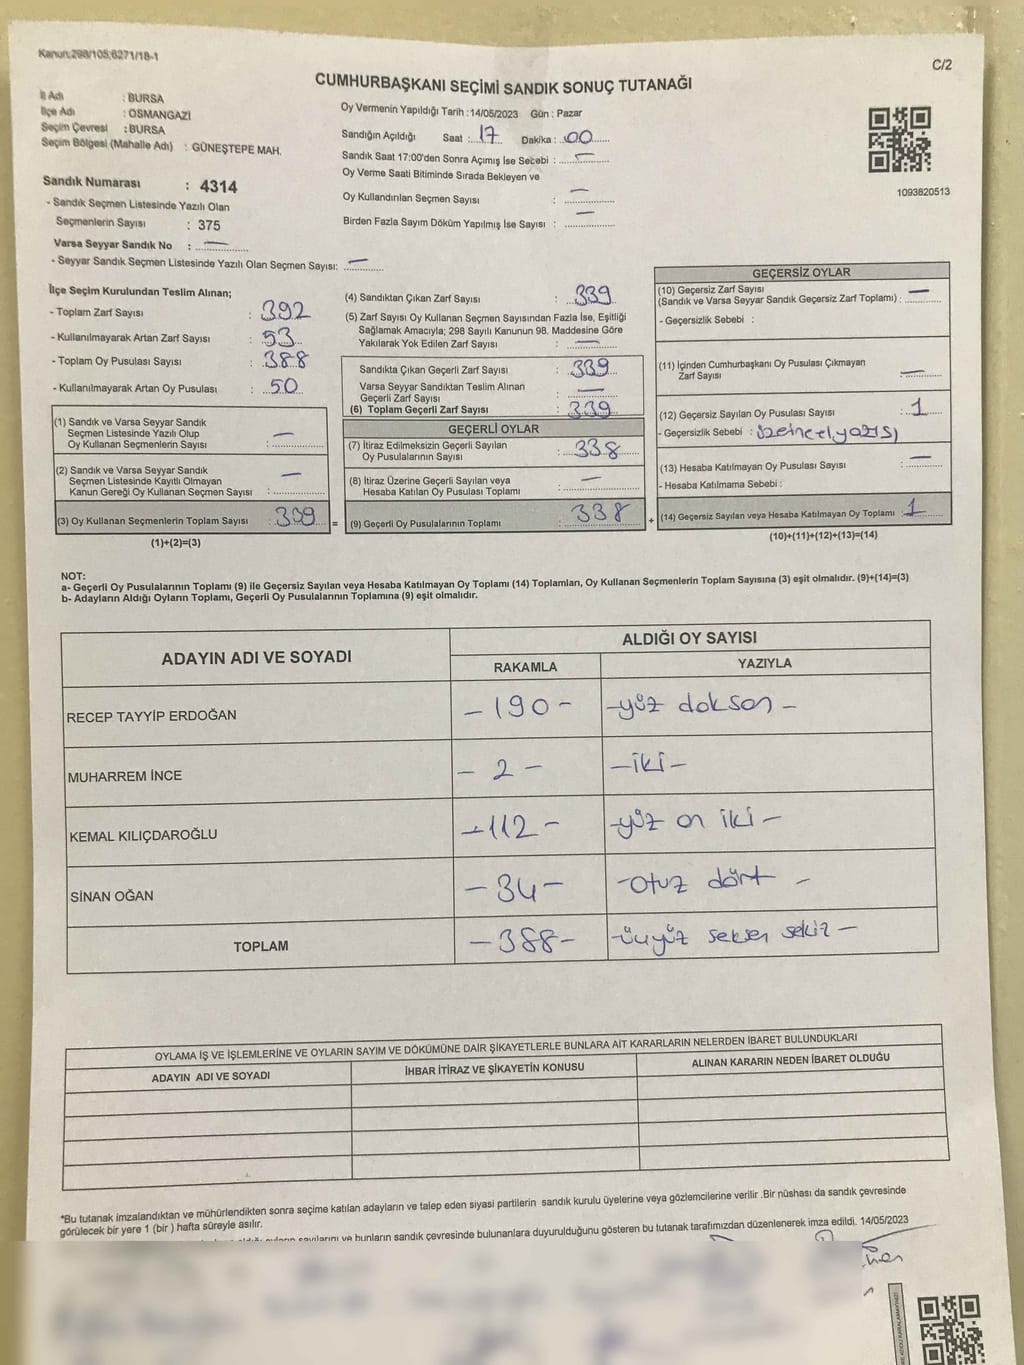 Kanun:298/105;6271/18-1
C/2
CUMHURBAŞKANI SEÇİMİ SANDIK SONUÇ TUTANAĞI
İl Adı : BURSA
İlçe Adı : OSMANGAZİ
Seçim Çevresi : BURSA
Seçim Bölgesi (Mahalle Adı) : GÜNEŞTEPE MAH.
Sandık Numarası : 4314
- Sandık Seçmen Listesinde Yazılı Olan
Seçmenlerin Sayısı : 375
Varsa Seyyar Sandık No : —
- Seyyar Sandık Seçmen Listesinde Yazılı Olan Seçmen Sayısı: —
Oy Vermenin Yapıldığı Tarih : 14/05/2023 Gün : Pazar
Sandığın Açıldığı Saat : 17 Dakika : 00
Sandık Saat 17:00'den Sonra Açımış İse Secebi : —
Oy Verme Saati Bitiminde Sırada Bekleyen ve
Oy Kullandırılan Seçmen Sayısı : —
Birden Fazla Sayım Döküm Yapılmış İse Sayısı : —
1093820513
İlçe Seçim Kurulundan Teslim Alınan;
- Toplam Zarf Sayısı : 392
- Kullanılmayarak Artan Zarf Sayısı : 53
- Toplam Oy Pusulası Sayısı : 388
- Kullanılmayarak Artan Oy Pusulası : 50
(1) Sandık ve Varsa Seyyar Sandık
Seçmen Listesinde Yazılı Olup
Oy Kullanan Seçmenlerin Sayısı : —
(2) Sandık ve Varsa Seyyar Sandık
Seçmen Listesinde Kayıtlı Olmayan
Kanun Gereği Oy Kullanan Seçmen Sayısı : —
(3) Oy Kullanan Seçmenlerin Toplam Sayısı : 339 =
(1)+(2)=(3)
(4) Sandıktan Çıkan Zarf Sayısı : 339
(5) Zarf Sayısı Oy Kullanan Seçmen Sayısından Fazla İse, Eşitliği
Sağlamak Amacıyla; 298 Sayılı Kanunun 98. Maddesine Göre
Yakılarak Yok Edilen Zarf Sayısı : —
Sandıkta Çıkan Geçerli Zarf Sayısı : 339
Varsa Seyyar Sandıktan Teslim Alınan
Geçerli Zarf Sayısı : —
(6) Toplam Geçerli Zarf Sayısı : 339
GEÇERLİ OYLAR
(7) İtiraz Edilmeksizin Geçerli Sayılan
Oy Pusulalarının Sayısı : 338
(8) İtiraz Üzerine Geçerli Sayılan veya
Hesaba Katılan Oy Pusulası Toplamı : —
(9) Geçerli Oy Pusulalarının Toplamı : 338 +
GEÇERSİZ OYLAR
(10) Geçersiz Zarf Sayısı
(Sandık ve Varsa Seyyar Sandık Geçersiz Zarf Toplamı) : —
- Geçersizlik Sebebi :
(11) İçinden Cumhurbaşkanı Oy Pusulası Çıkmayan
Zarf Sayısı : —
(12) Geçersiz Sayılan Oy Pusulası Sayısı : 1
- Geçersizlik Sebebi :
(13) Hesaba Katılmayan Oy Pusulası Sayısı : —
- Hesaba Katılmama Sebebi :
(14) Geçersiz Sayılan veya Hesaba Katılmayan Oy Toplamı : 1
(10)+(11)+(12)+(13)=(14)
NOT:
a- Geçerli Oy Pusulalarının Toplamı (9) ile Geçersiz Sayılan veya Hesaba Katılmayan Oy Toplamı (14) Toplamları, Oy Kullanan Seçmenlerin Toplam Sayısına (3) eşit olmalıdır. (9)+(14)=(3)
b- Adayların Aldığı Oyların Toplamı, Geçerli Oy Pusulalarının Toplamına (9) eşit olmalıdır.
ADAYIN ADI VE SOYADI
ALDIĞI OY SAYISI
RAKAMLA YAZIYLA
RECEP TAYYİP ERDOĞAN - 190 - - yüz doksan -
MUHARREM İNCE - 2 - - iki -
KEMAL KILIÇDAROĞLU - 112 - - yüz on iki -
SİNAN OĞAN - 34 - - otuz dört -
TOPLAM - 388 - - üçyüz seksen sekiz -
OYLAMA İŞ VE İŞLEMLERİNE VE OYLARIN SAYIM VE DÖKÜMÜNE DAİR ŞİKAYETLERLE BUNLARA AİT KARARLARIN NELERDEN İBARET BULUNDUKLARI
ADAYIN ADI VE SOYADI İHBAR İTİRAZ VE ŞİKAYETİN KONUSU ALINAN KARARIN NEDEN İBARET OLDUĞU
*Bu tutanak imzalandıktan ve mühürlendikten sonra seçime katılan adayların ve talep eden siyasi partilerin sandık kurulu üyelerine veya gözlemcilerine verilir .Bir nüshası da sandık çevresinde
görülecek bir yere 1 (bir ) hafta süreyle asılır.
sayılarını ve bunların sandık çevresinde bulunanlara duyurulduğunu gösteren bu tutanak tarafımızdan düzenlenerek imza edildi. 14/05/2023